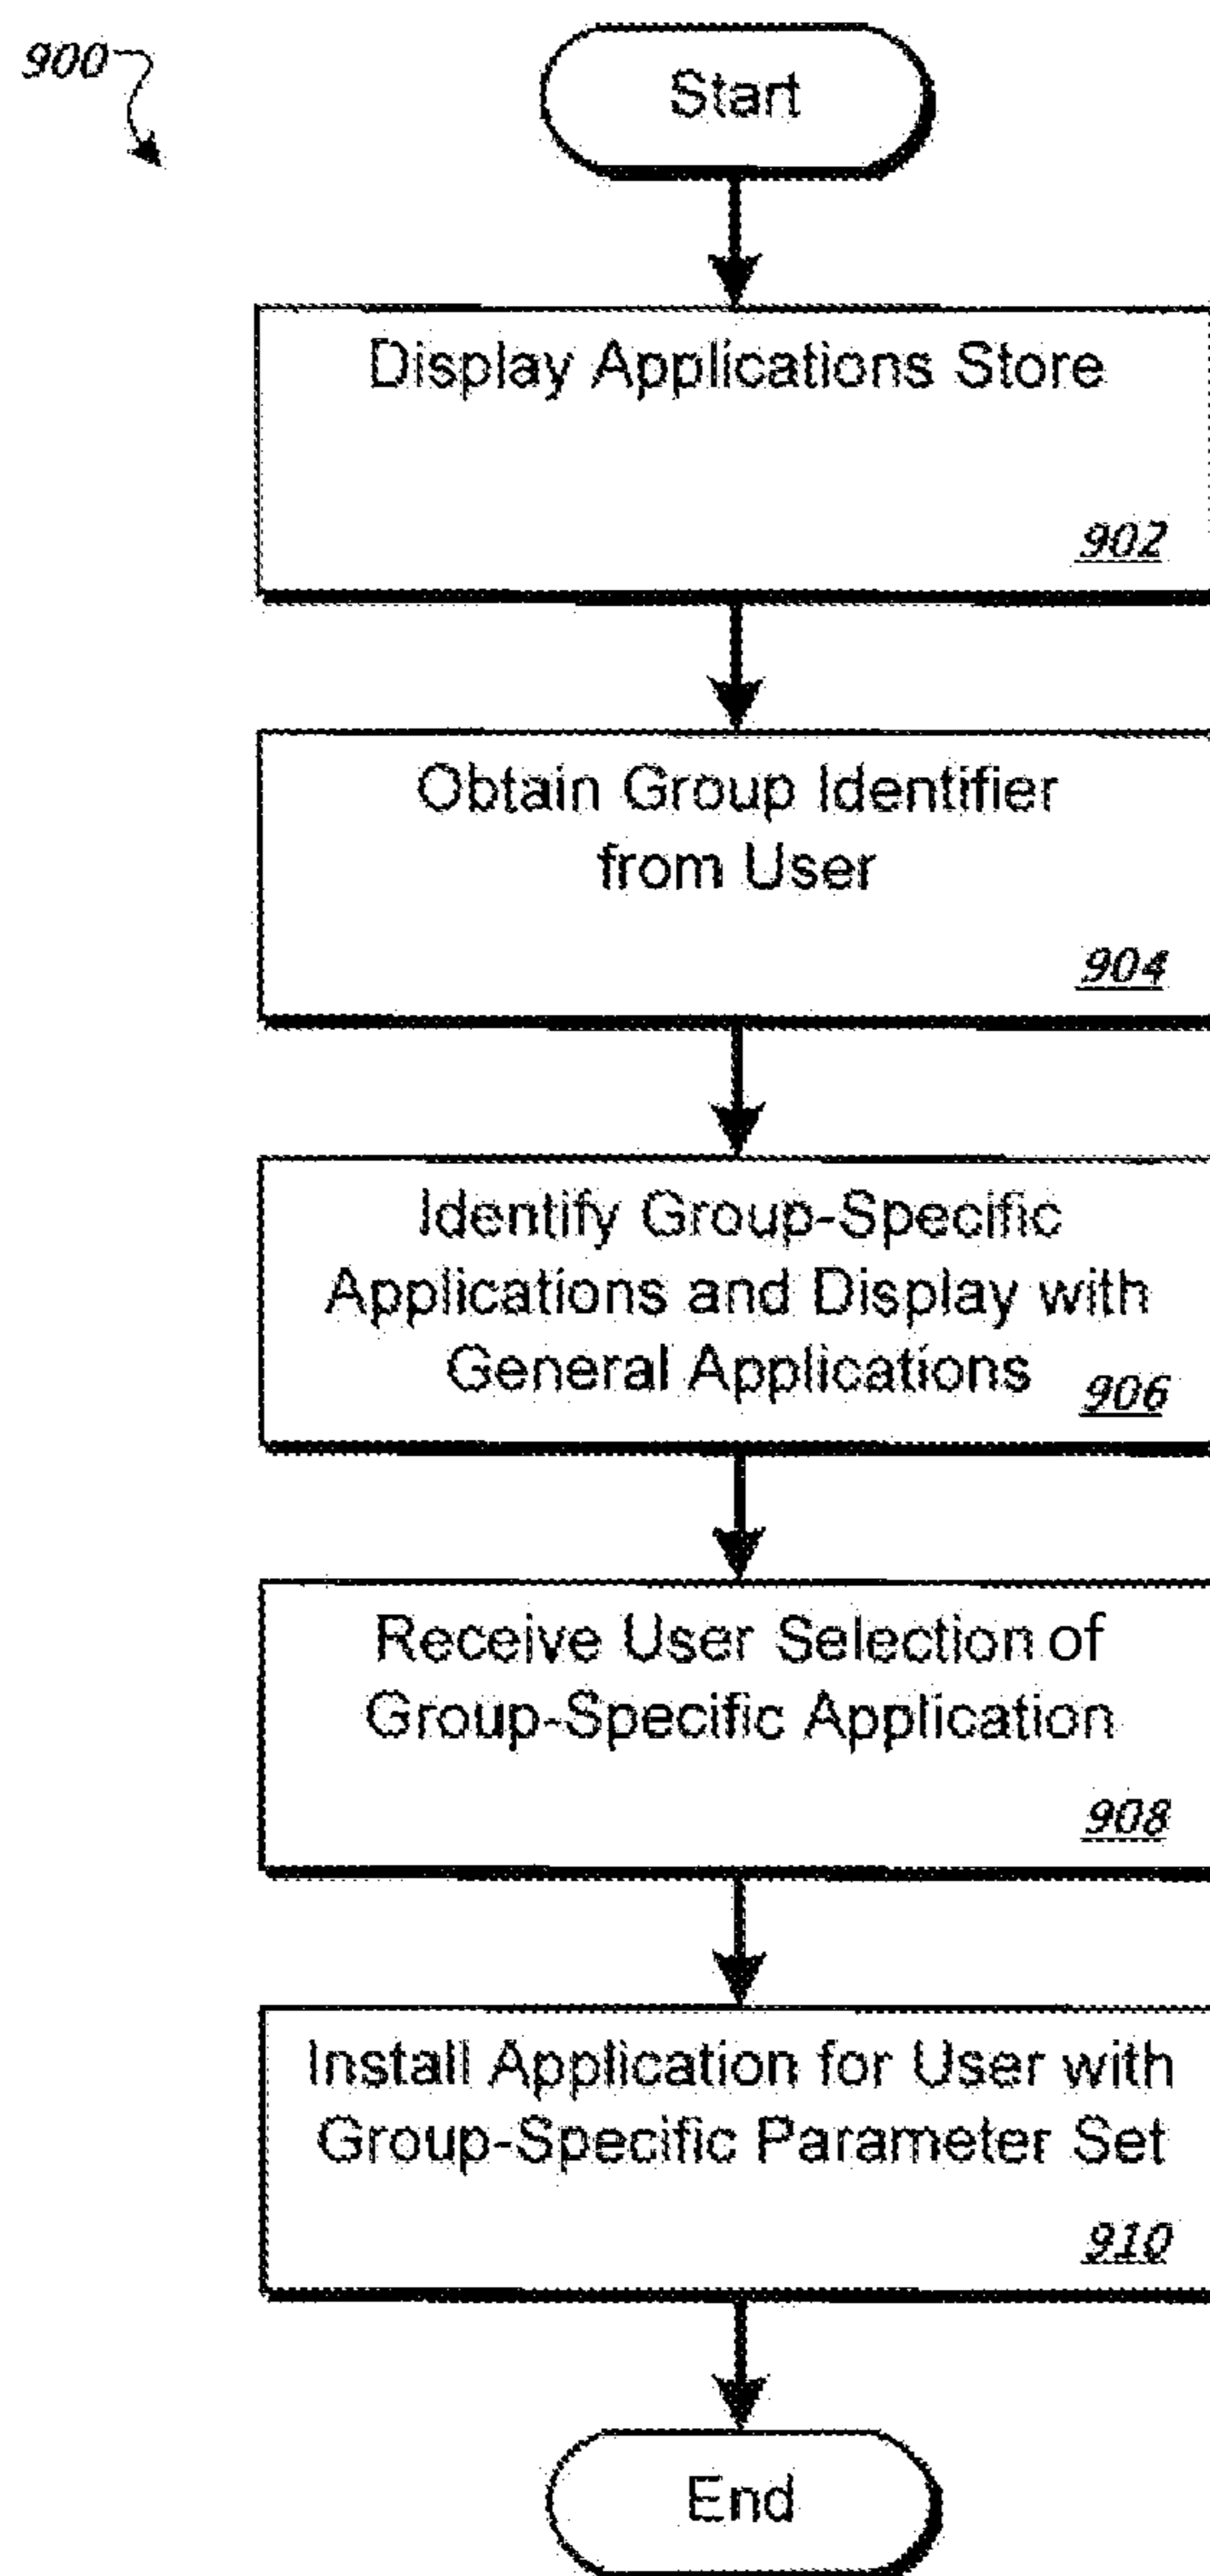 900
Start
Display Applications Store
902
Obtain Group Identifier
from User
904
Identify Group-Specific
Applications and Display with
General Applications
906
Receive User Selection of
Group-Specific Application
908
Install Application for User with
Group-Specific Parameter Set
910
End